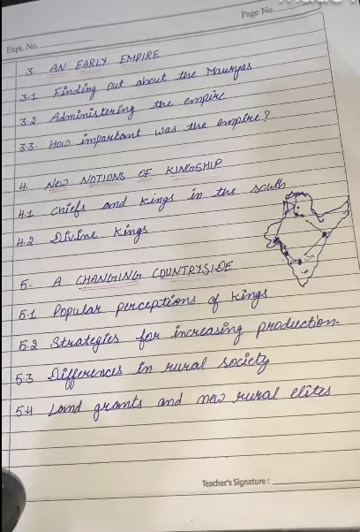 Page No
Expt. No.
3. AN EARLY EMPIRE
3.1 Finding out about the Mauryas
3.2 Administering the empire
3.3 How important was the empire?
4. NEW NOTIONS OF KINGSHIP
4.1 Chiefs and kings in the south
4.2 Divine Kings
5. A CHANGING COUNTRYSIDE
5.1 Popular perceptions of Kings
5.2 Strategies for increasing production.
5.3 Differences in rural society
5.4 Land grants and new rural elites
Teacher's Signature :